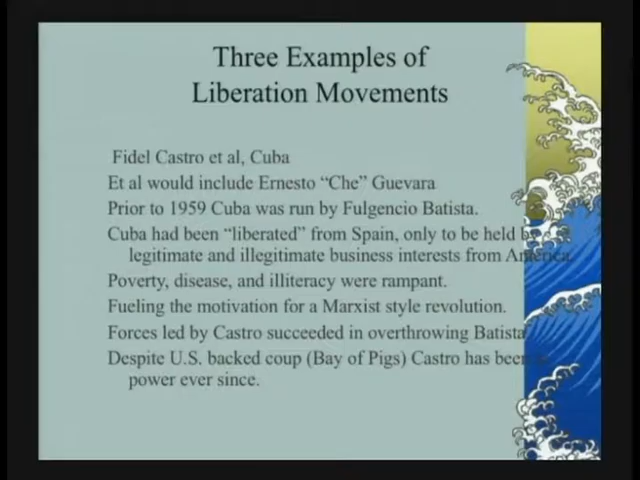 Three Examples of
Liberation Movements
Fidel Castro et al, Cuba
Et al would include Ernesto “Che” Guevara
Prior to 1959 Cuba was run by Fulgencio Batista.
Cuba had been “liberated” from Spain, only to be held by
legitimate and illegitimate business interests from America.
Poverty, disease, and illiteracy were rampant.
Fueling the motivation for a Marxist style revolution.
Forces led by Castro succeeded in overthrowing Batista
Despite U.S. backed coup (Bay of Pigs) Castro has been
power ever since.